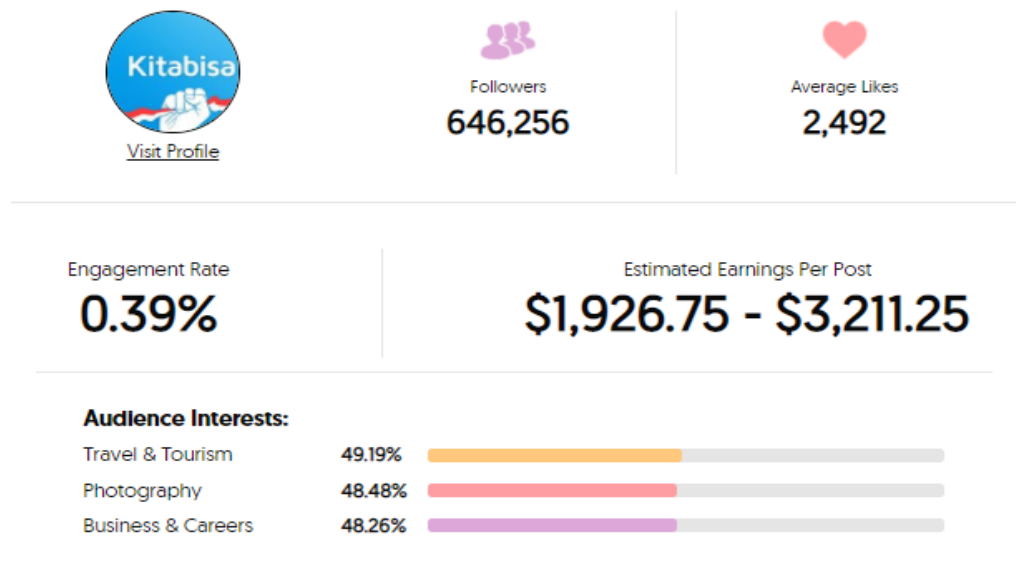 Kitabisa
Visit Profile
Followers
646,256
Average Likes
2,492
Engagement Rate
0.39%
Estimated Earnings Per Post
$1,926.75 - $3,211.25
Audience Interests:
Travel & Tourism 49.19%
Photography 48.48%
Business & Careers 48.26%